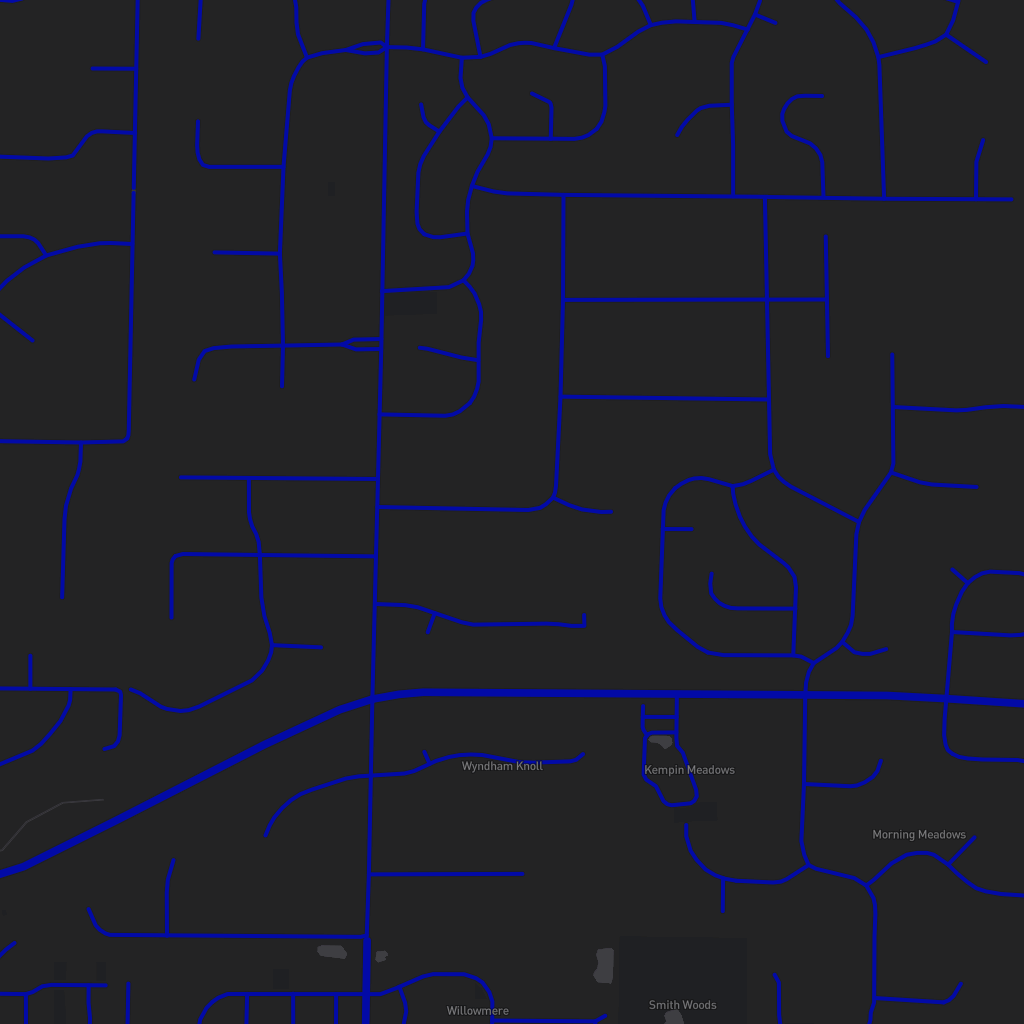 Wyndham Knoll
Kempin Meadows
Morning Meadows
Smith Woods
Willowmere